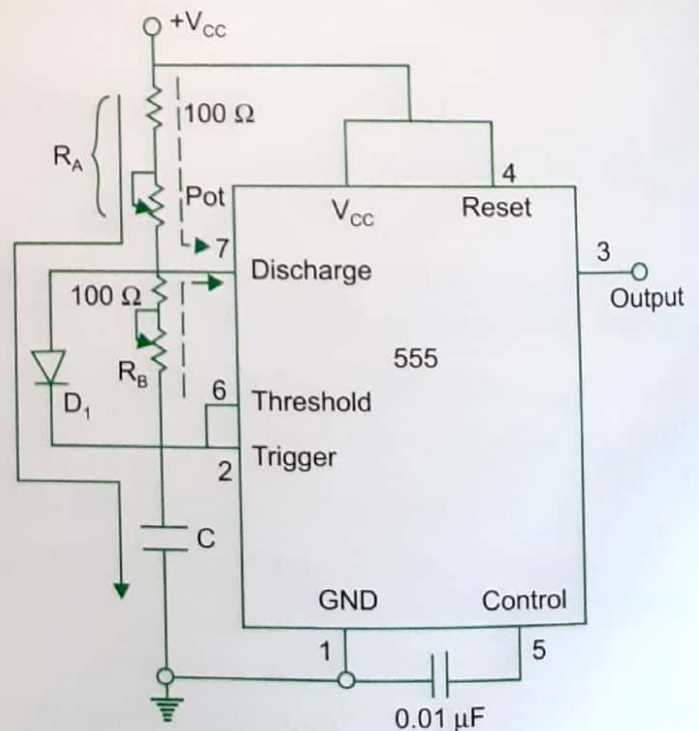 +VCC
100 Ω
RA
Pot
4
VCC
Reset
7
3
Discharge
100 Ω
Output
555
RB
6
D1
Threshold
2
Trigger
C
GND
Control
1
5
0.01 μF